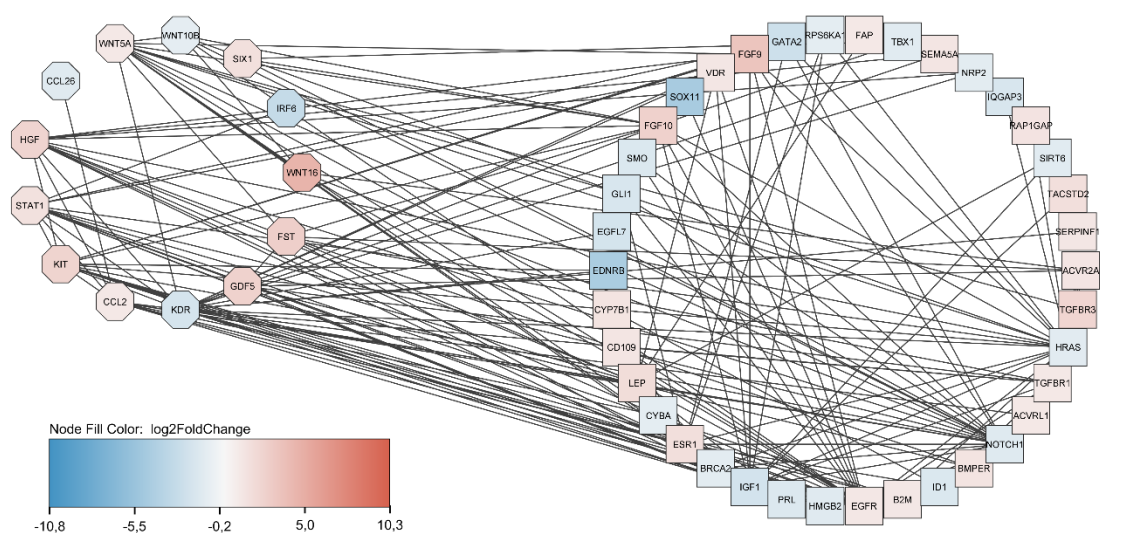 WNT5A
WNT10B
SIX1
CCL26
IRF6
HGF
WNT16
STAT1
FST
KIT
GDF5
CCL2
KDR
FGF9
GATA2
RPS6KA1
FAP
TBX1
SEMA5A
VDR
NRP2
SOX11
IQGAP3
FGF10
RAP1GAP
SMO
SIRT6
GLI1
TACSTD2
EGFL7
SERPINF1
EDNRB
ACVR2A
CYP7B1
TGFBR3
CD109
HRAS
LEP
TGFBR1
CYBA
ACVRL1
ESR1
NOTCH1
BRCA2
BMPER
IGF1
ID1
PRL
B2M
HMGB2
EGFR
Node Fill Color: log2FoldChange
-10,8 -5,5 -0,2 5,0 10,3